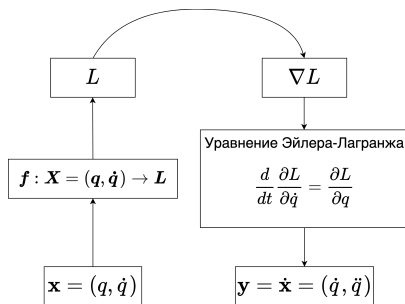 L
∇L
f : X = (q, q̇) → L
Уравнение Эйлера-Лагранжа
d/dt ∂L/∂q̇ = ∂L/∂q
x = (q, q̇)
y = ẋ = (q̇, q̈)